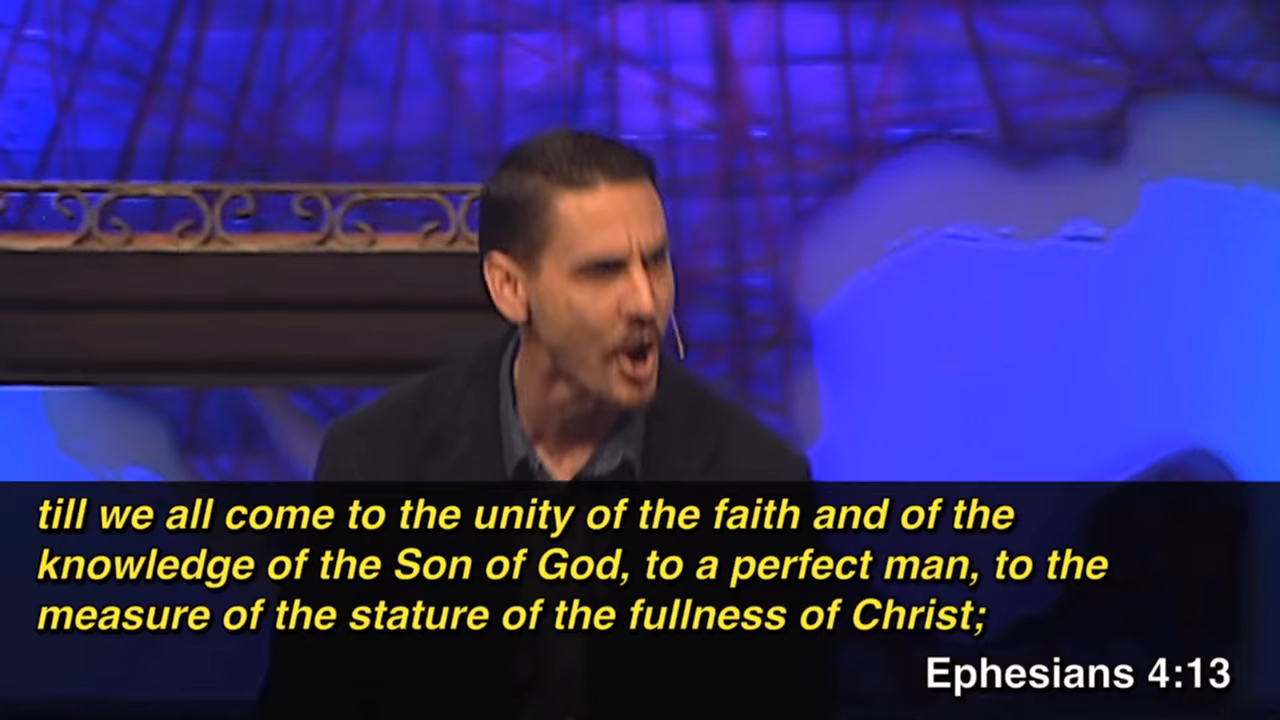 till we all come to the unity of the faith and of the
knowledge of the Son of God, to a perfect man, to the
measure of the stature of the fullness of Christ;
Ephesians 4:13